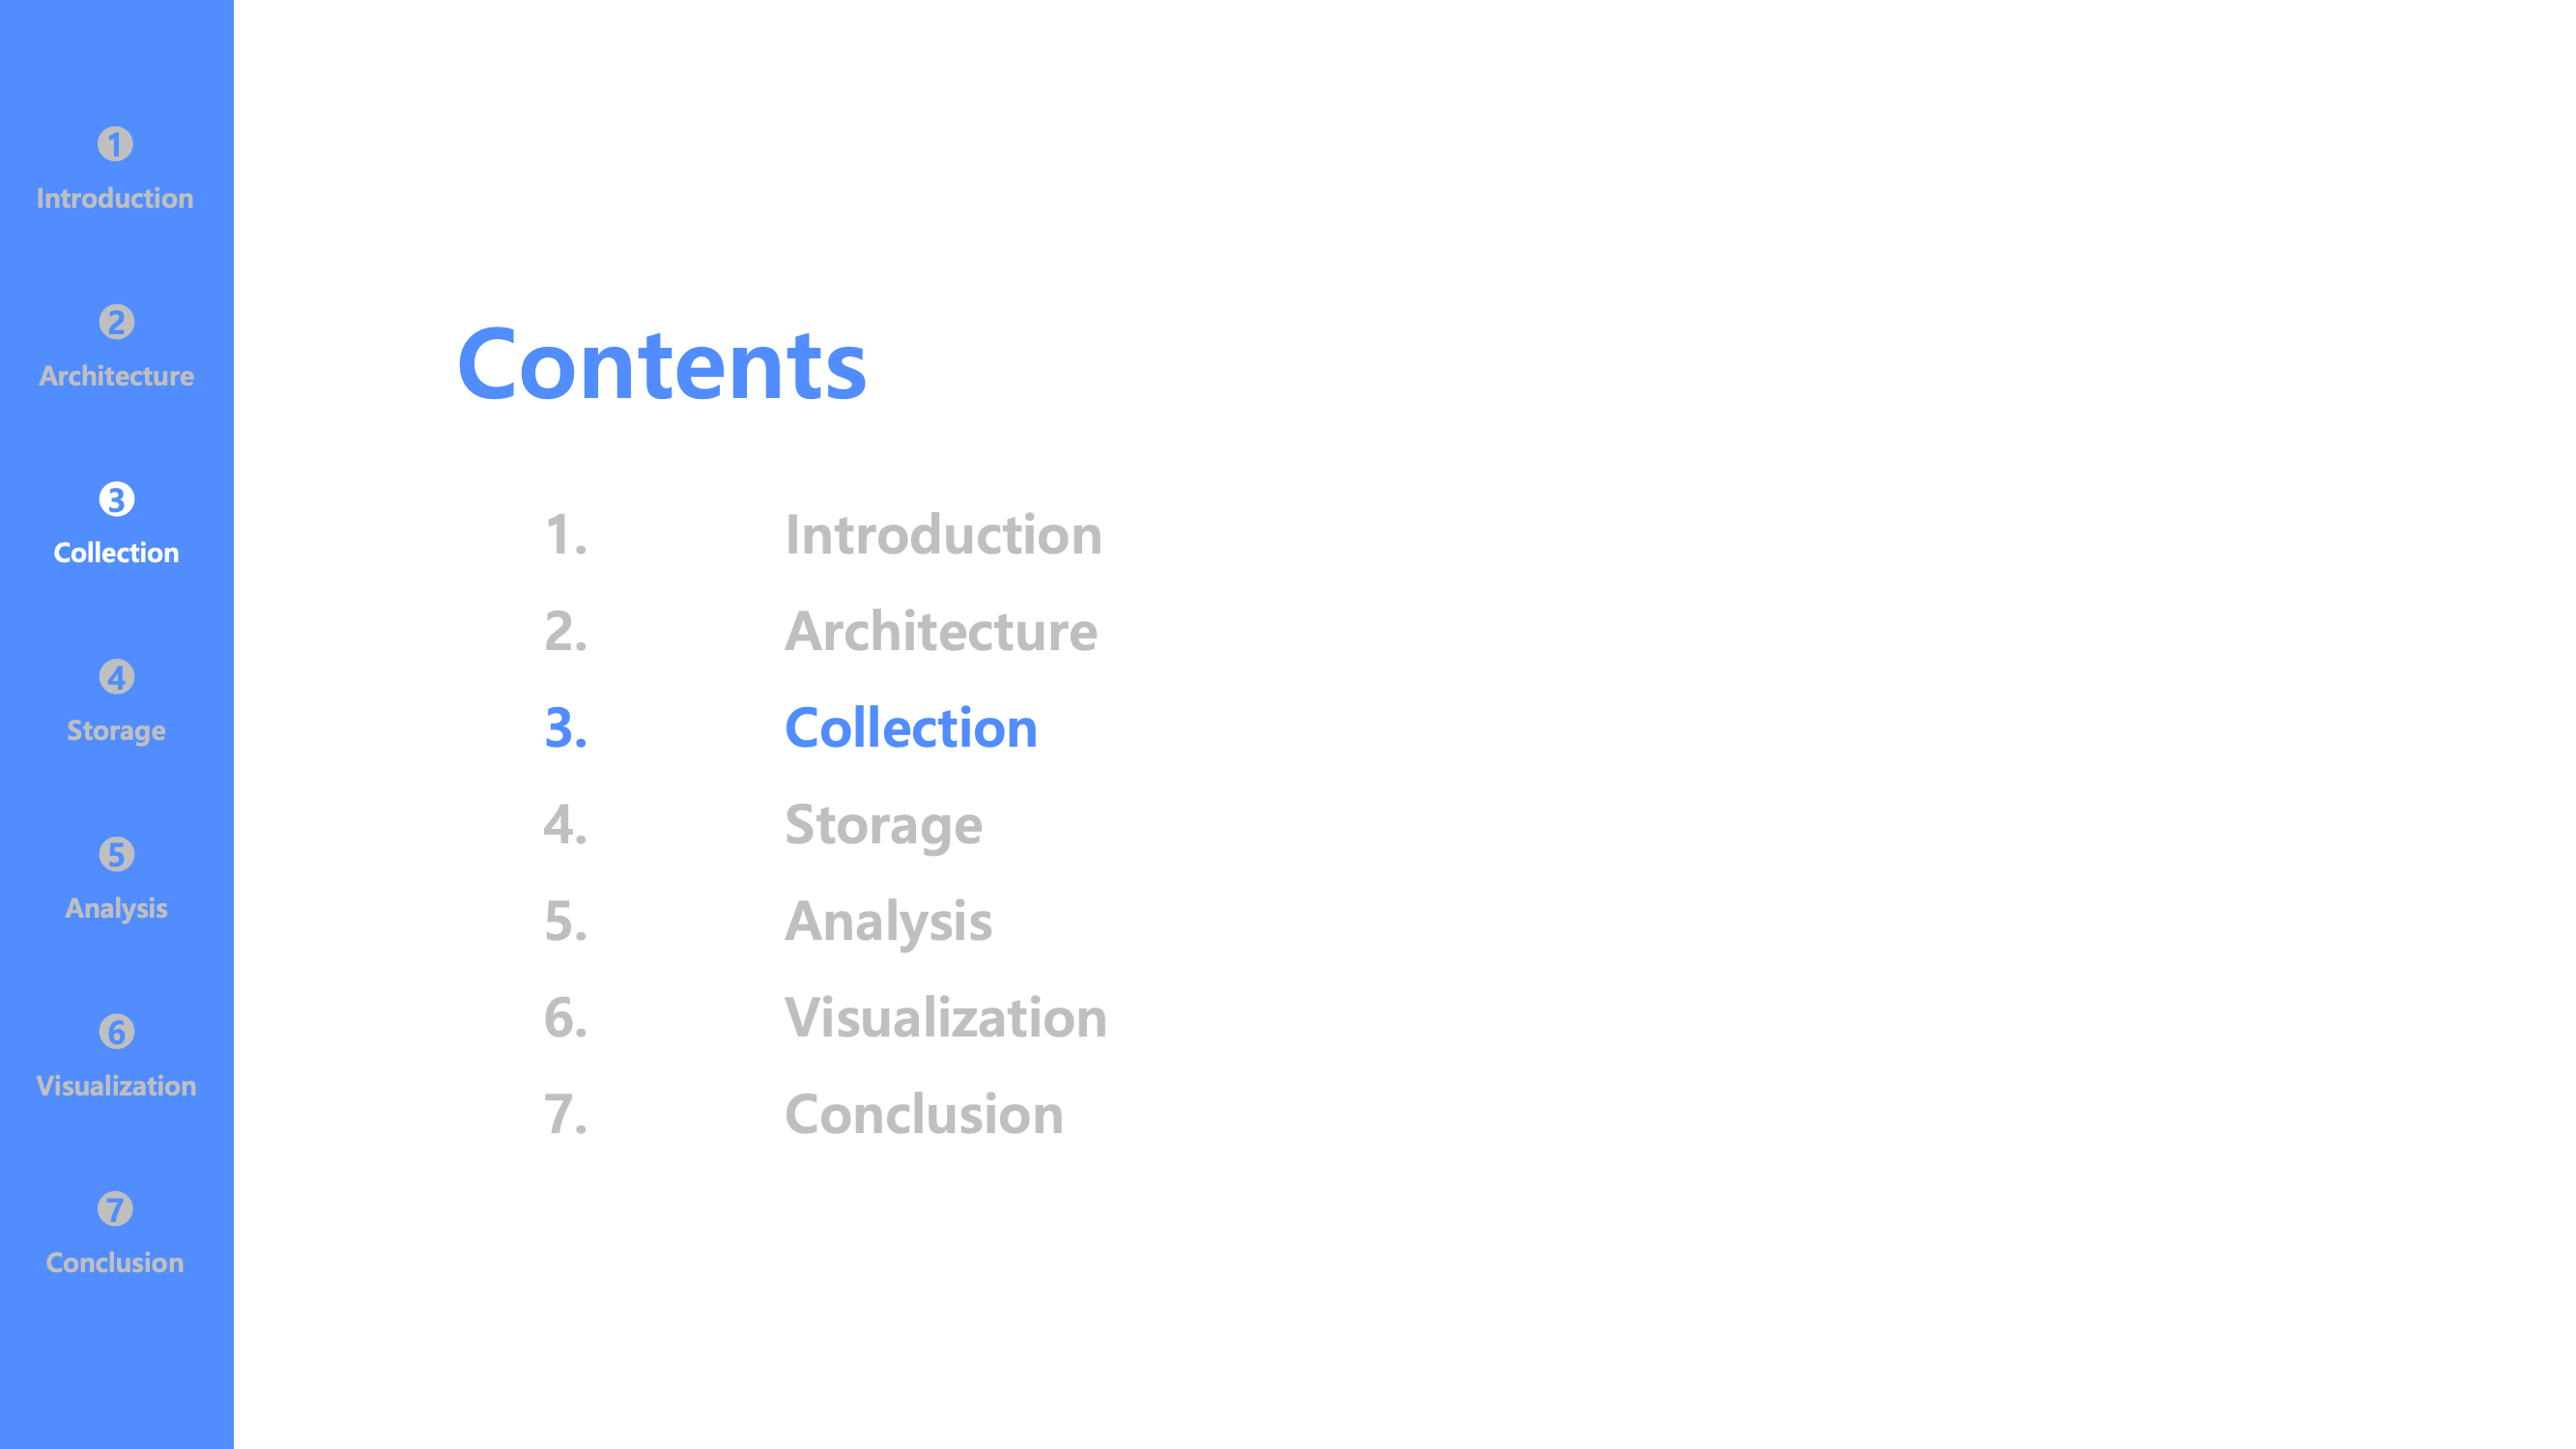 ❶
Introduction
❷
Architecture
❸
Collection
❹
Storage
❺
Analysis
❻
Visualization
❼
Conclusion
Contents
1. Introduction
2. Architecture
3. Collection
4. Storage
5. Analysis
6. Visualization
7. Conclusion